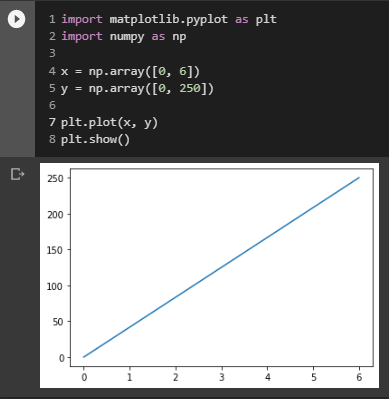 1 import matplotlib.pyplot as plt
2 import numpy as np
3
4 x = np.array([0, 6])
5 y = np.array([0, 250])
6
7 plt.plot(x, y)
8 plt.show()
250
200
150
100
50
0
0 1 2 3 4 5 6